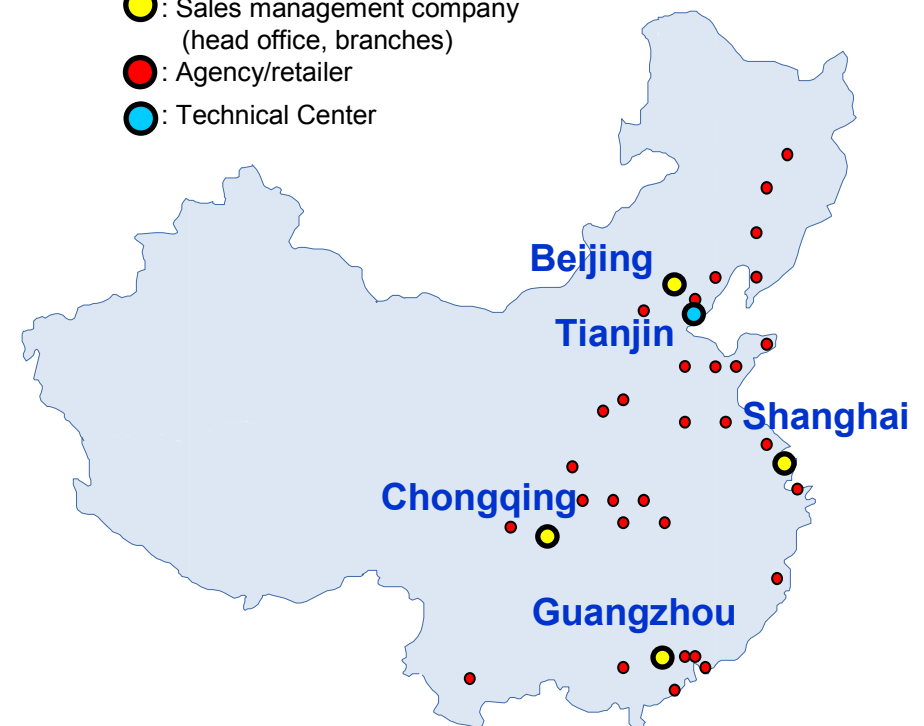 : Sales management company
(head office, branches)
: Agency/retailer
: Technical Center
Beijing
Tianjin
Shanghai
Chongqing
Guangzhou